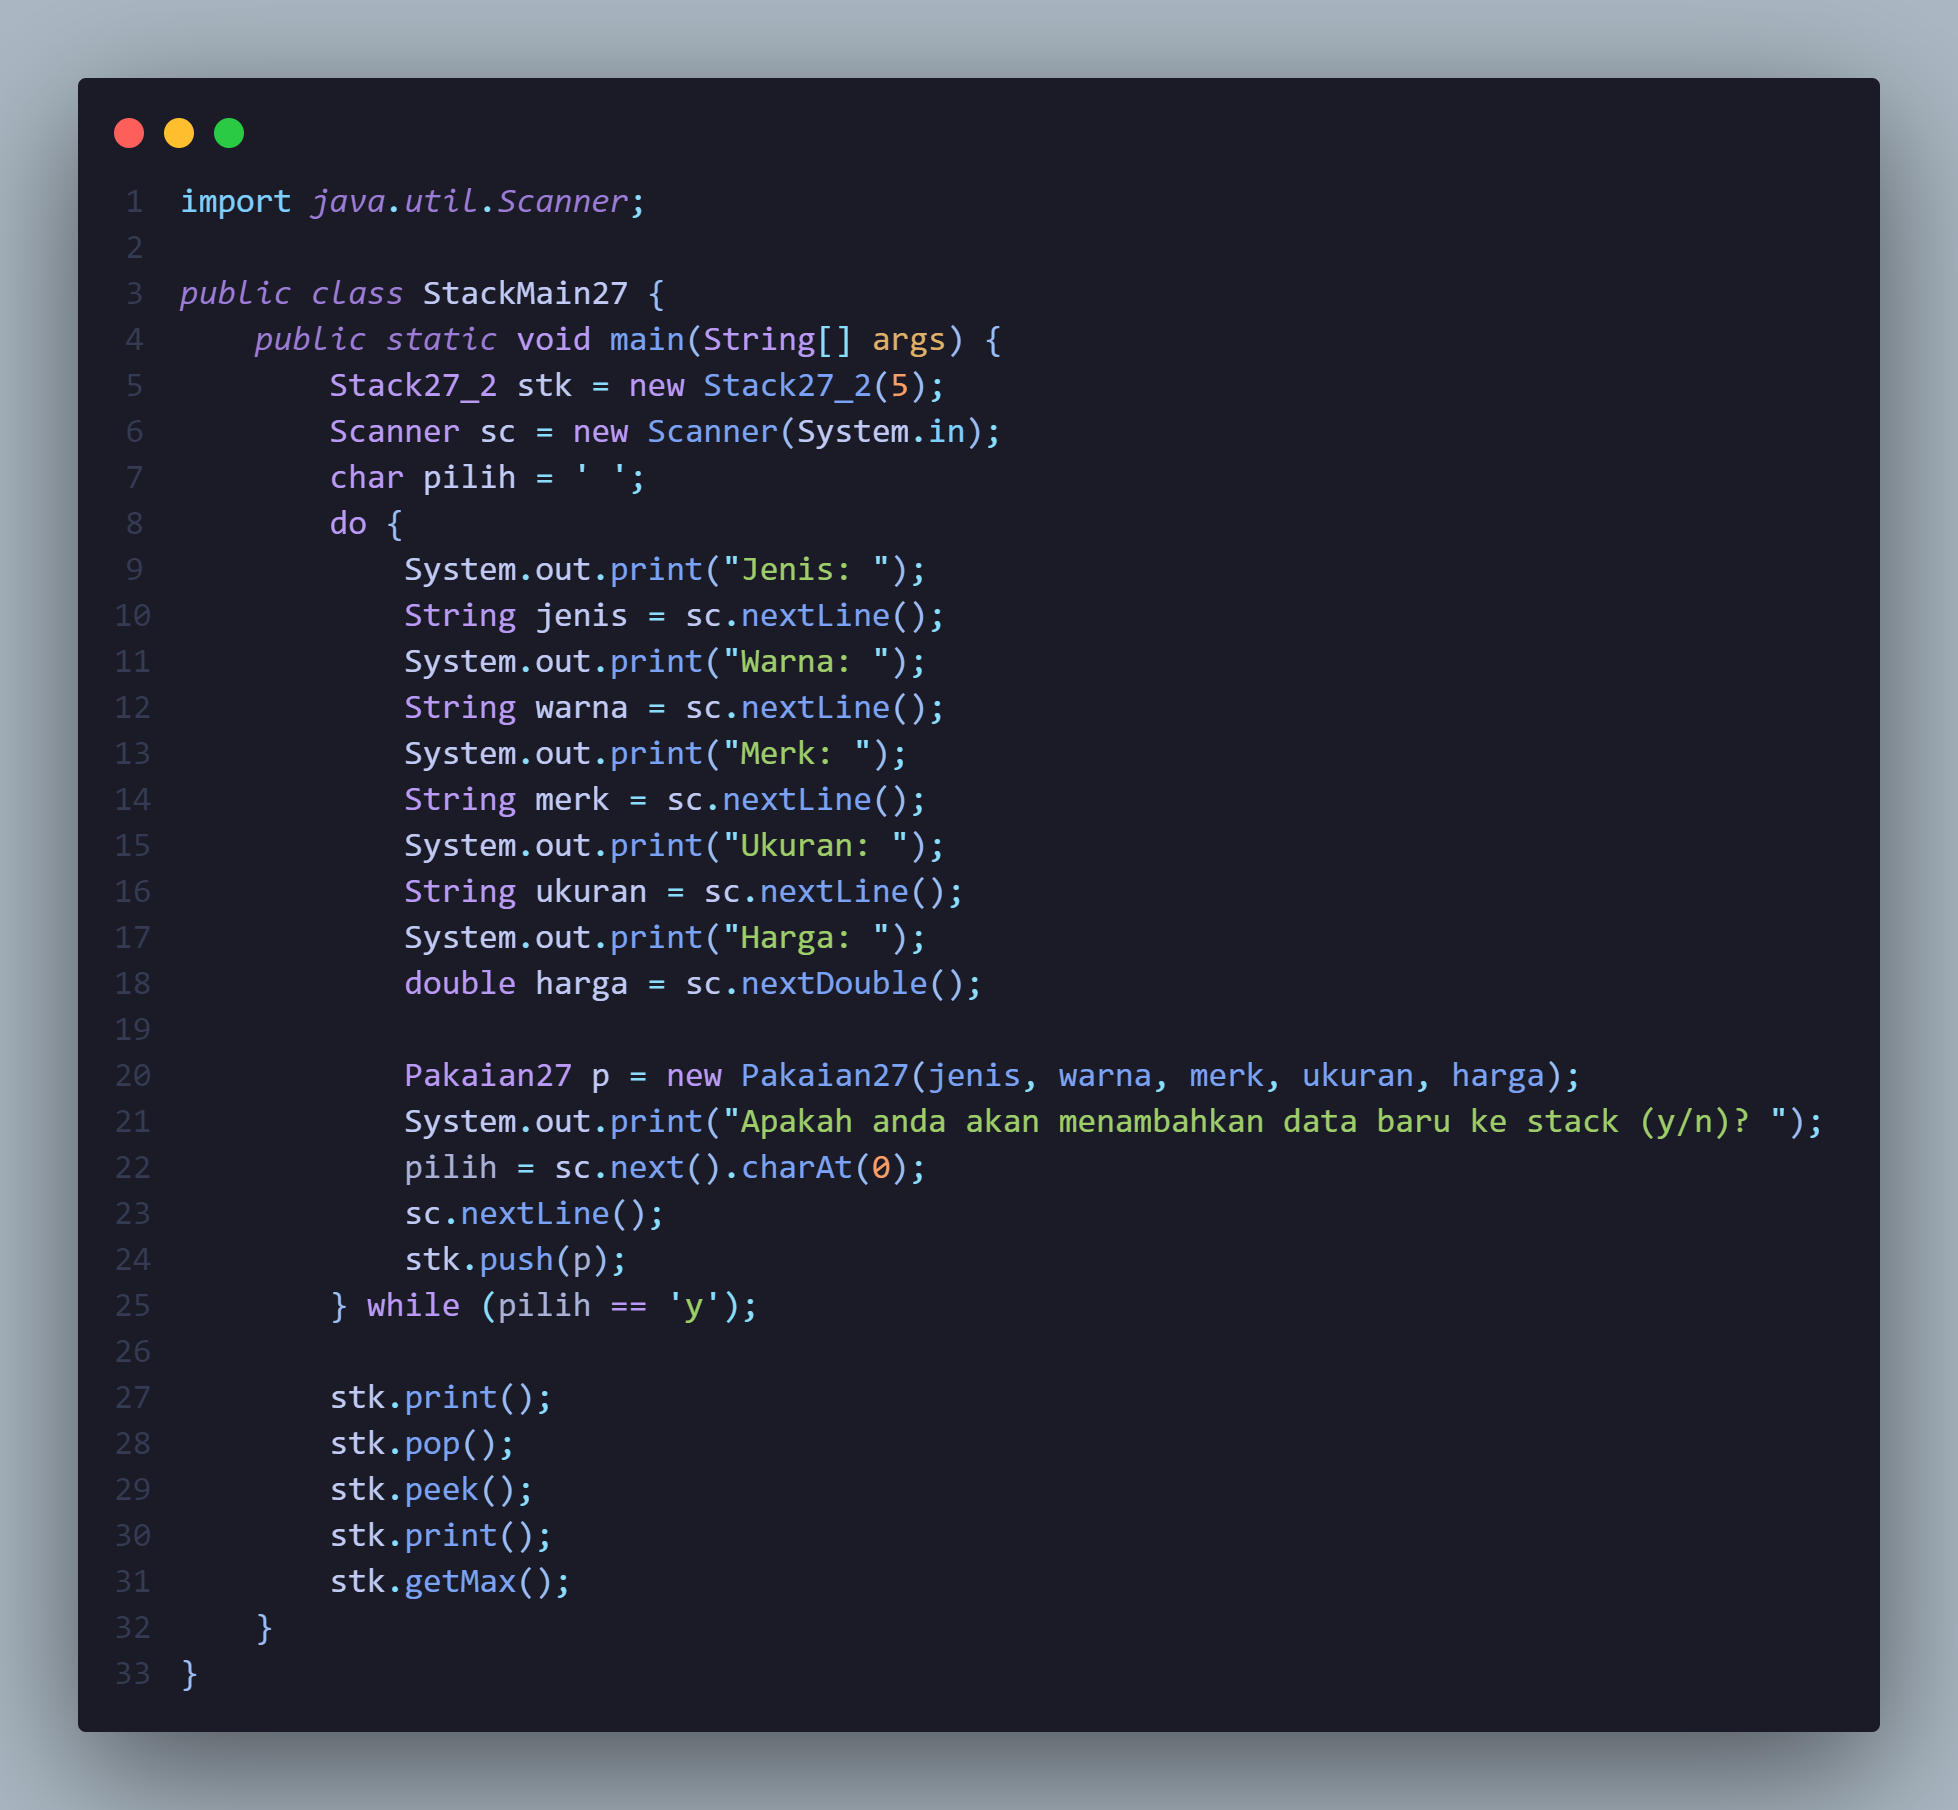 1 import java.util.Scanner;
2
3 public class StackMain27 {
4     public static void main(String[] args) {
5         Stack27_2 stk = new Stack27_2(5);
6         Scanner sc = new Scanner(System.in);
7         char pilih = ' ';
8         do {
9             System.out.print("Jenis: ");
10             String jenis = sc.nextLine();
11             System.out.print("Warna: ");
12             String warna = sc.nextLine();
13             System.out.print("Merk: ");
14             String merk = sc.nextLine();
15             System.out.print("Ukuran: ");
16             String ukuran = sc.nextLine();
17             System.out.print("Harga: ");
18             double harga = sc.nextDouble();
19
20             Pakaian27 p = new Pakaian27(jenis, warna, merk, ukuran, harga);
21             System.out.print("Apakah anda akan menambahkan data baru ke stack (y/n)? ");
22             pilih = sc.next().charAt(0);
23             sc.nextLine();
24             stk.push(p);
25         } while (pilih == 'y');
26
27         stk.print();
28         stk.pop();
29         stk.peek();
30         stk.print();
31         stk.getMax();
32     }
33 }